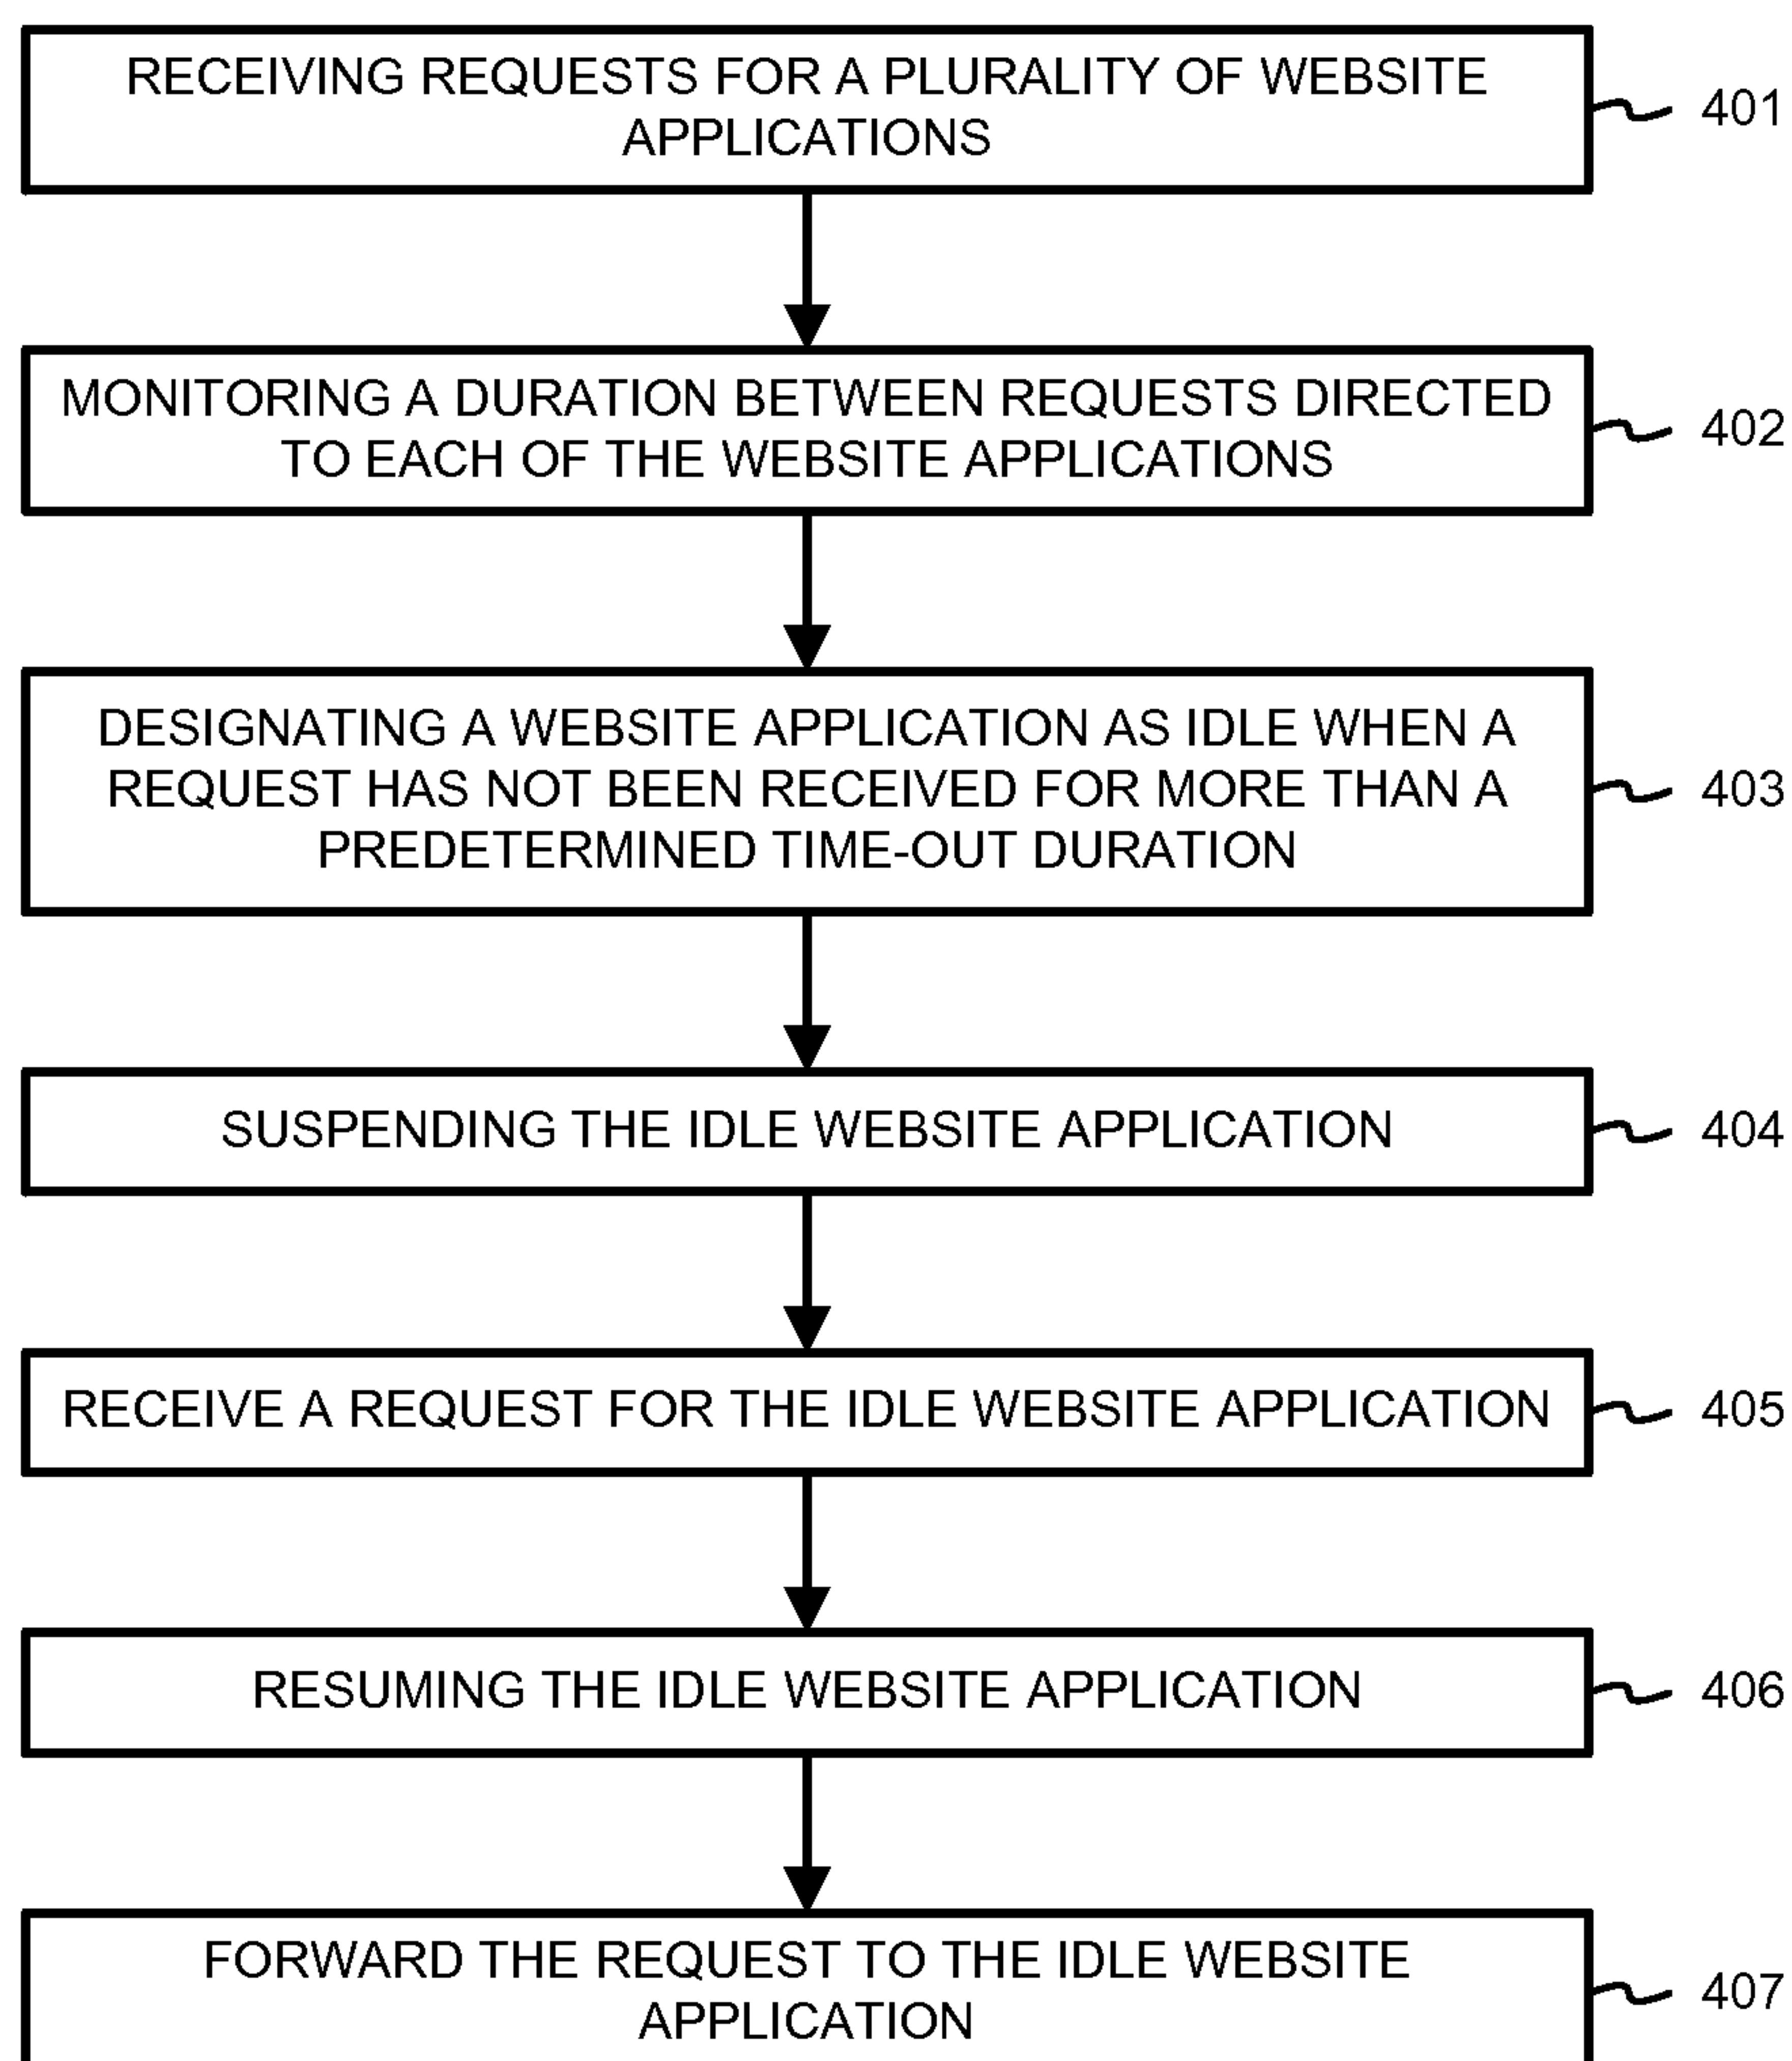 RECEIVING REQUESTS FOR A PLURALITY OF WEBSITE
APPLICATIONS
401
MONITORING A DURATION BETWEEN REQUESTS DIRECTED
TO EACH OF THE WEBSITE APPLICATIONS
402
DESIGNATING A WEBSITE APPLICATION AS IDLE WHEN A
REQUEST HAS NOT BEEN RECEIVED FOR MORE THAN A
PREDETERMINED TIME-OUT DURATION
403
SUSPENDING THE IDLE WEBSITE APPLICATION
404
RECEIVE A REQUEST FOR THE IDLE WEBSITE APPLICATION
405
RESUMING THE IDLE WEBSITE APPLICATION
406
FORWARD THE REQUEST TO THE IDLE WEBSITE
APPLICATION
407